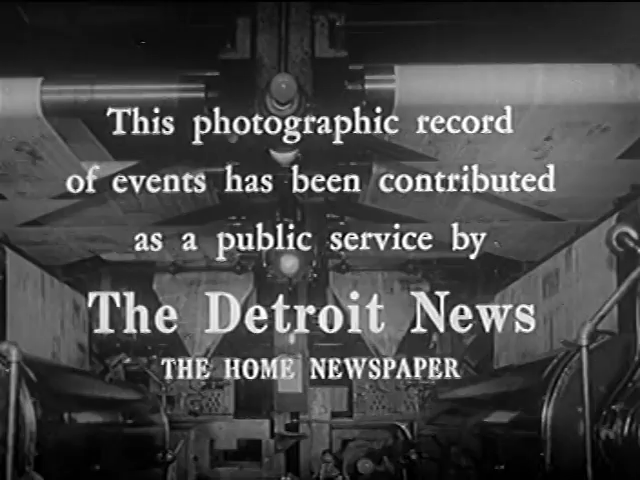 This photographic record
of events has been contributed
as a public service by
The Detroit News
THE HOME NEWSPAPER